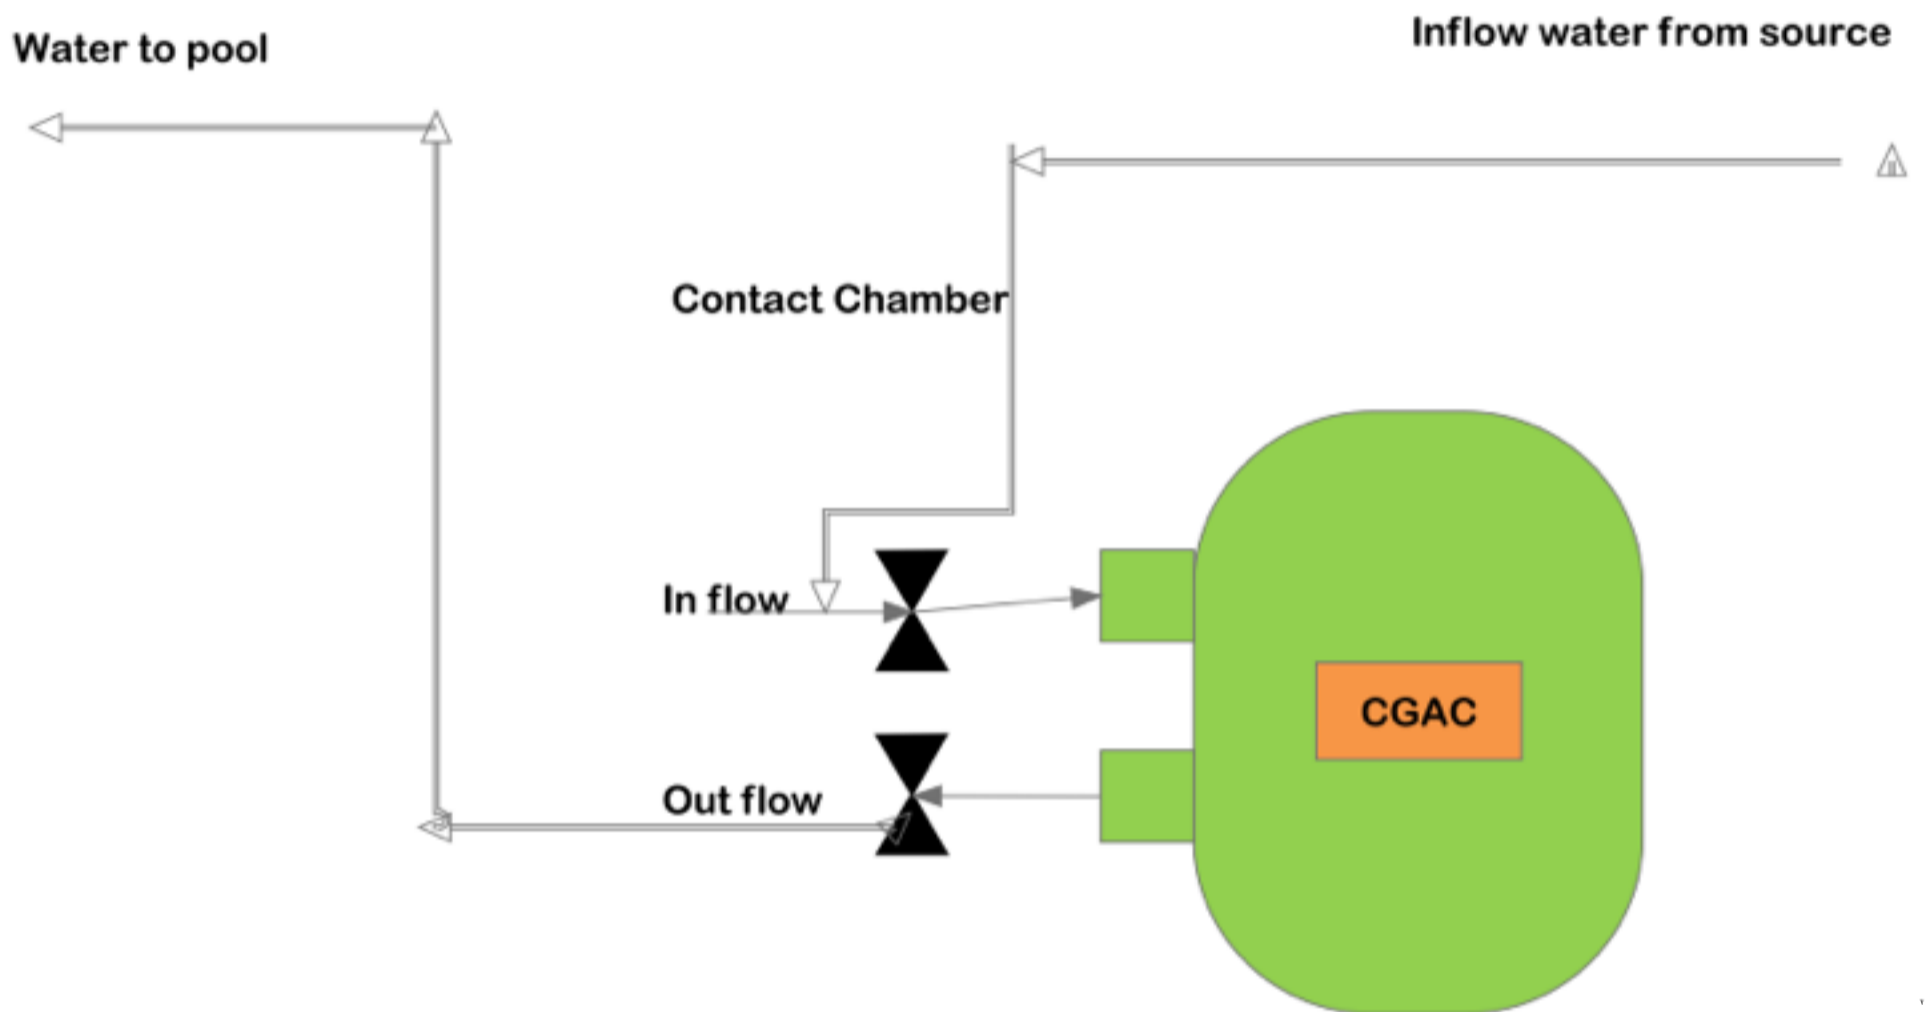 Water to pool
Inflow water from source
Contact Chamber
In flow
CGAC
Out flow